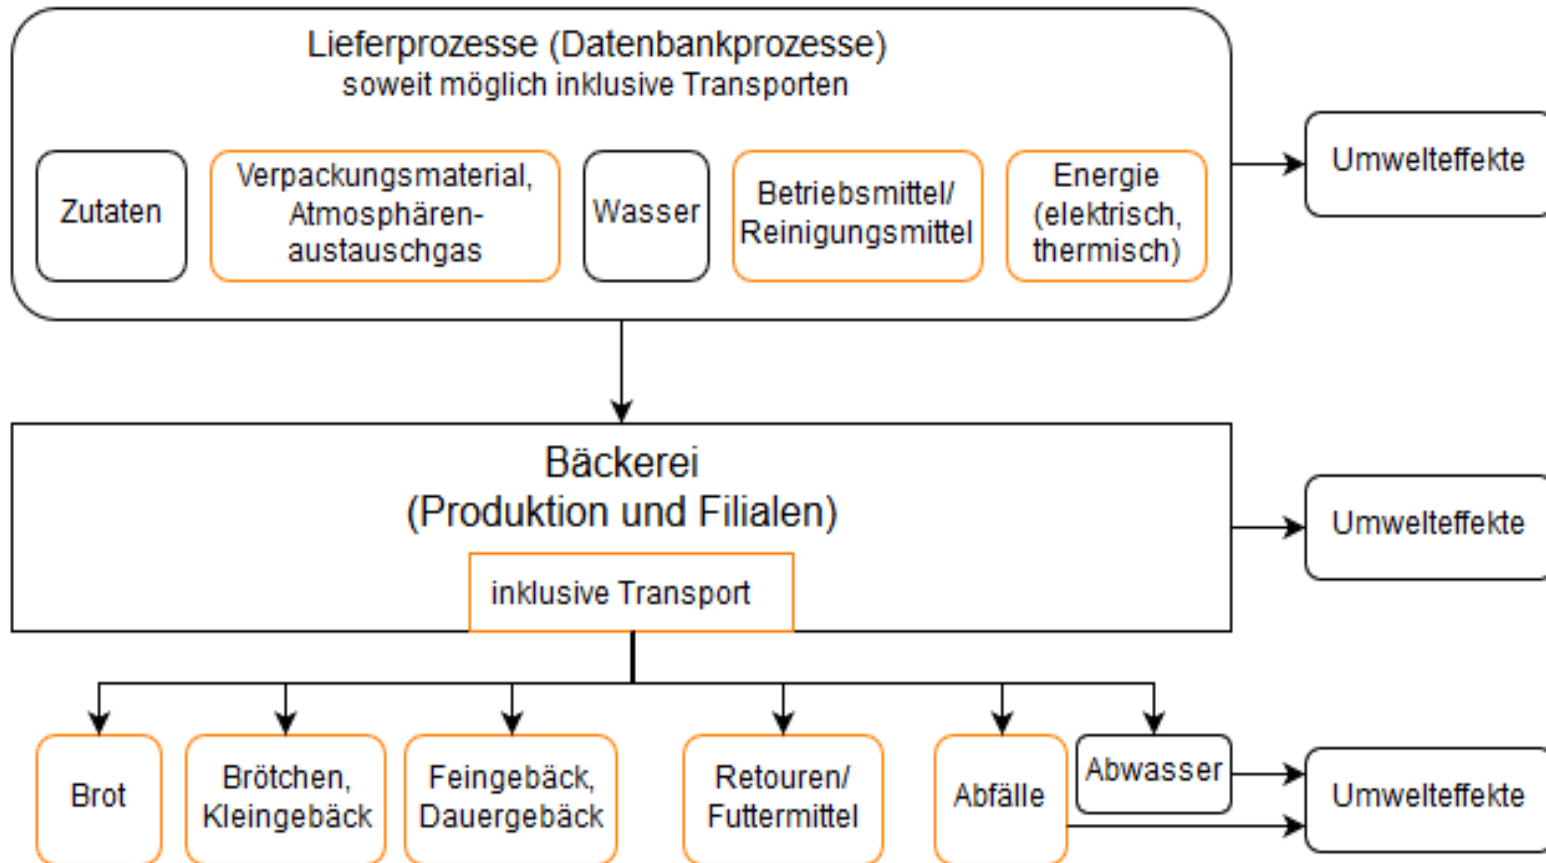 Lieferprozesse (Datenbankprozesse)
soweit möglich inklusive Transporten
Zutaten
Verpackungsmaterial,
Atmosphären-
austauschgas
Wasser
Betriebsmittel/
Reinigungsmittel
Energie
(elektrisch,
thermisch)
Umwelteffekte
Bäckerei
(Produktion und Filialen)
inklusive Transport
Umwelteffekte
Brot
Brötchen,
Kleingebäck
Feingebäck,
Dauergebäck
Retouren/
Futtermittel
Abfälle
Abwasser
Umwelteffekte